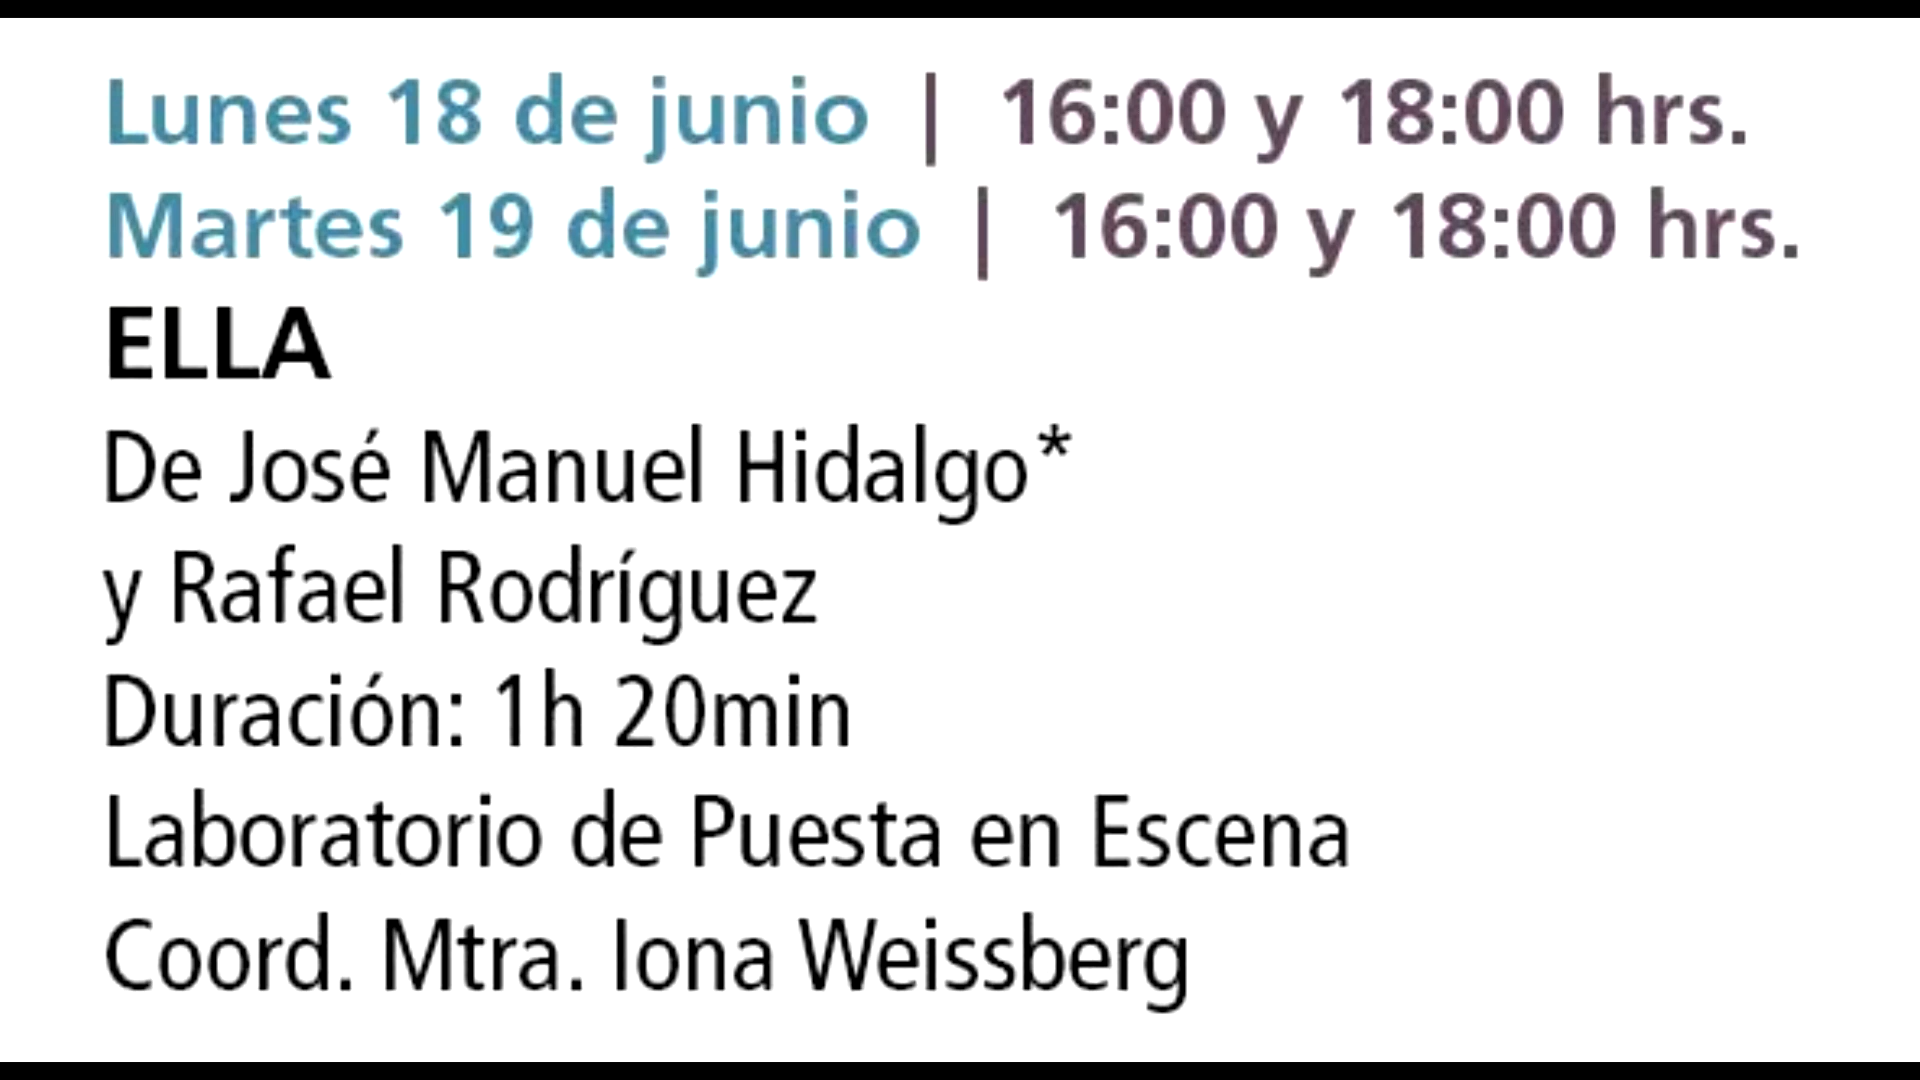 Lunes 18 de junio | 16:00 y 18:00 hrs.
Martes 19 de junio | 16:00 y 18:00 hrs.
ELLA
De José Manuel Hidalgo*
y Rafael Rodríguez
Duración: 1h 20min
Laboratorio de Puesta en Escena
Coord. Mtra. Iona Weissberg